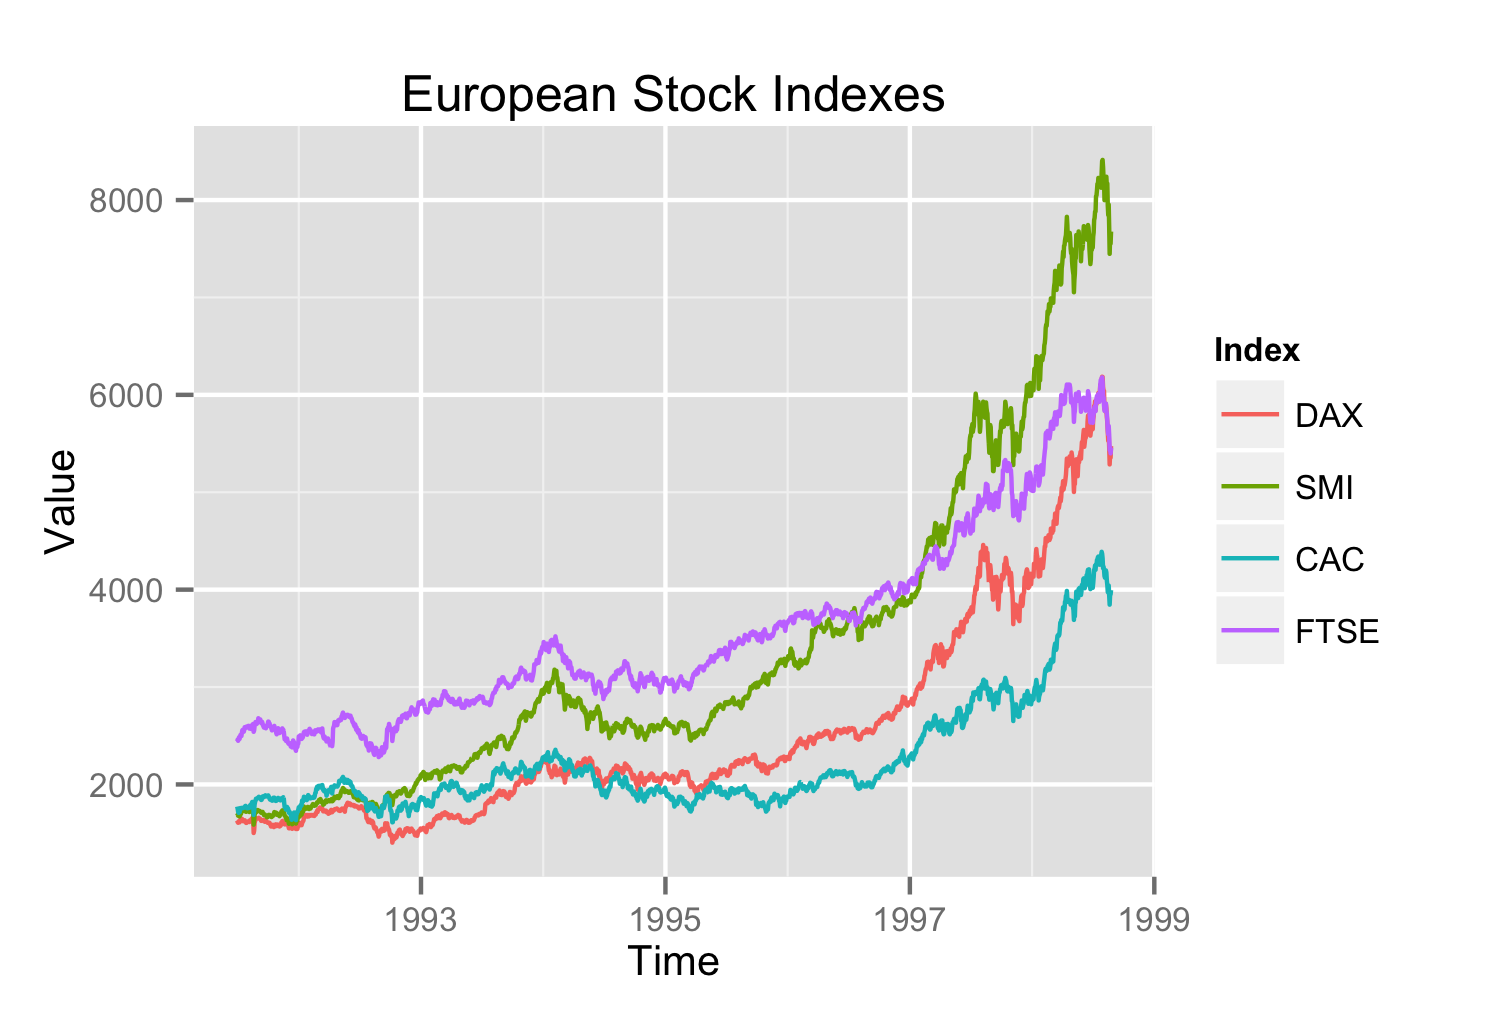 European Stock Indexes
Value
8000
6000
4000
2000
1993 1995 1997 1999
Time
Index
DAX
SMI
CAC
FTSE